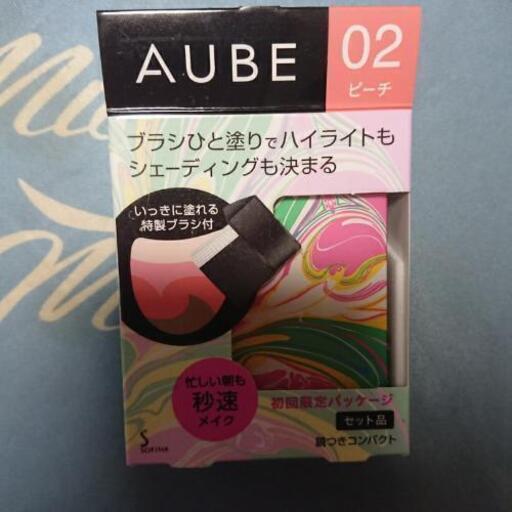 AUBE
02
ピーチ
ブラシひと塗りでハイライトも
シェーディングも決まる
いっきに塗れる
特製ブラシ付
忙しい朝も
秒速
メイク
初回限定パッケージ
セット品
鏡つきコンパクト
S
SOFINA